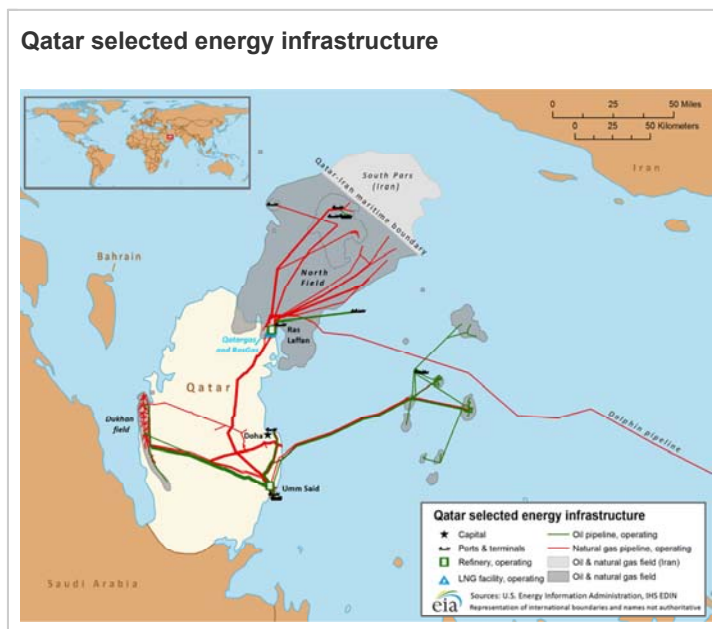 Qatar selected energy infrastructure
0 25 50 Miles
0 25 50 Kilometers
Iran
South Pars
(Iran)
Qatar-Iran maritime boundary
Bahrain
North
Field
Qatargas
and RasGas
Ras
Laffan
Qatar
Dukhan
field
Doha
Dolphin pipeline
Umm Said
Saudi Arabia
Qatar selected energy infrastructure
Capital
Oil pipeline, operating
Ports & terminals
Natural gas pipeline, operating
Refinery, operating
Oil & natural gas field (Iran)
LNG facility, operating
Oil & natural gas field
eia
Sources: U.S. Energy Information Administration, IHS EDIN
Representation of international boundaries and names not authoritative